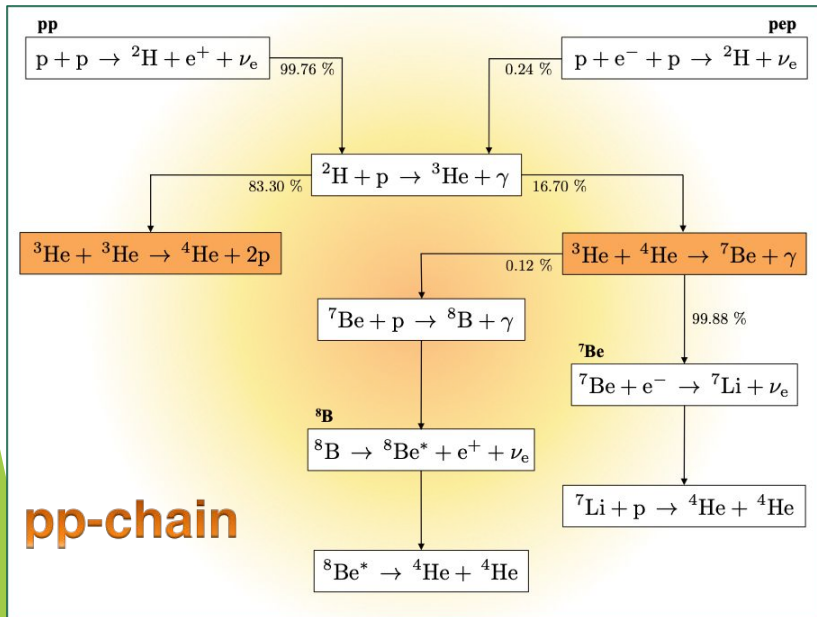 pp
pep
p + p → ²H + e⁺ + νₑ
p + e⁻ + p → ²H + νₑ
99.76 %
0.24 %
²H + p → ³He + γ
83.30 %
16.70 %
³He + ³He → ⁴He + 2p
³He + ⁴He → ⁷Be + γ
0.12 %
⁷Be + p → ⁸B + γ
99.88 %
⁷Be
⁷Be + e⁻ → ⁷Li + νₑ
⁸B
⁸B → ⁸Be* + e⁺ + νₑ
⁷Li + p → ⁴He + ⁴He
pp-chain
⁸Be* → ⁴He + ⁴He